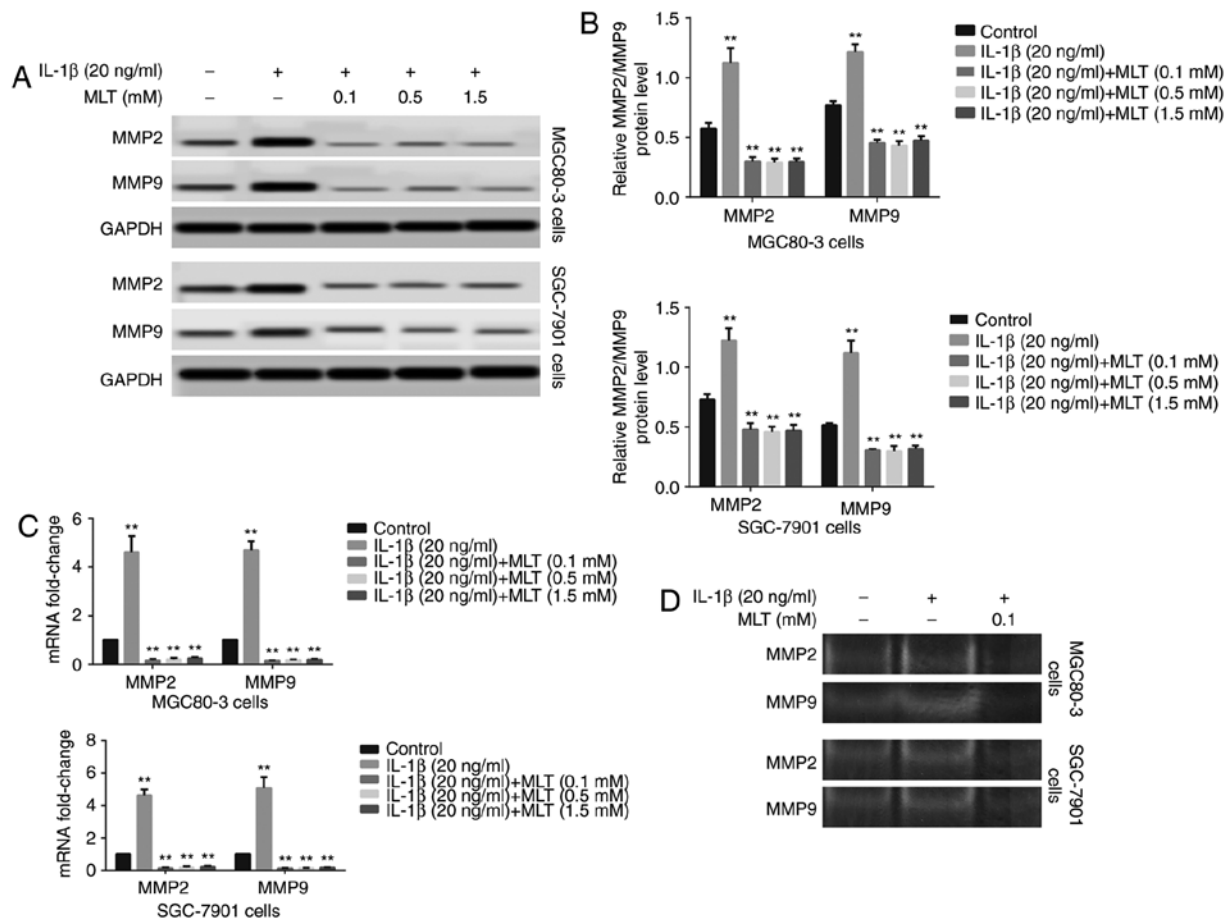 A
IL-1β (20 ng/ml) – + + + +
MLT (mM) – – 0.1 0.5 1.5
MMP2
MMP9
GAPDH
MGC80-3 cells
MMP2
MMP9
GAPDH
SGC-7901 cells
B
Relative MMP2/MMP9
protein level
1.5
1.0
0.5
0.0
** ** ** ** ** ** ** **
MMP2 MMP9
MGC80-3 cells
Control
IL-1β (20 ng/ml)
IL-1β (20 ng/ml)+MLT (0.1 mM)
IL-1β (20 ng/ml)+MLT (0.5 mM)
IL-1β (20 ng/ml)+MLT (1.5 mM)
Relative MMP2/MMP9
protein level
1.5
1.0
0.5
0.0
** ** ** ** ** ** ** **
MMP2 MMP9
SGC-7901 cells
Control
IL-1β (20 ng/ml)
IL-1β (20 ng/ml)+MLT (0.1 mM)
IL-1β (20 ng/ml)+MLT (0.5 mM)
IL-1β (20 ng/ml)+MLT (1.5 mM)
C
mRNA fold-change
6
4
2
0
** ** ** ** ** ** ** **
MMP2 MMP9
MGC80-3 cells
Control
IL-1β (20 ng/ml)
IL-1β (20 ng/ml)+MLT (0.1 mM)
IL-1β (20 ng/ml)+MLT (0.5 mM)
IL-1β (20 ng/ml)+MLT (1.5 mM)
mRNA fold-change
8
6
4
2
0
** ** ** ** ** ** ** **
MMP2 MMP9
SGC-7901 cells
Control
IL-1β (20 ng/ml)
IL-1β (20 ng/ml)+MLT (0.1 mM)
IL-1β (20 ng/ml)+MLT (0.5 mM)
IL-1β (20 ng/ml)+MLT (1.5 mM)
D
IL-1β (20 ng/ml) – + +
MLT (mM) – – 0.1
MMP2
MMP9
MGC80-3
cells
MMP2
MMP9
SGC-7901
cells